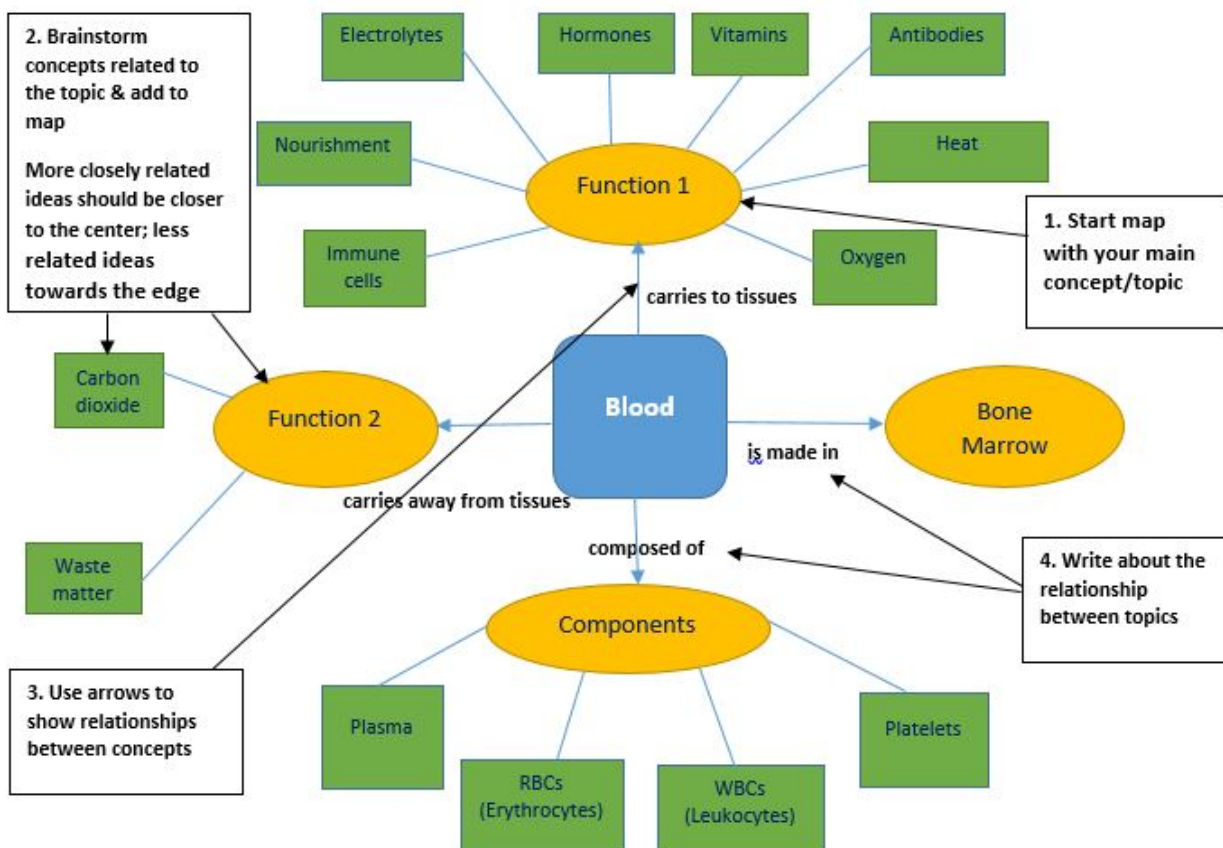 2. Brainstorm
concepts related to
the topic & add to
map
More closely related
ideas should be closer
to the center; less
related ideas
towards the edge
Electrolytes
Hormones
Vitamins
Antibodies
Nourishment
Function 1
Heat
1. Start map
with your main
concept/topic
Immune
cells
Oxygen
carries to tissues
Carbon
dioxide
Function 2
Blood
Bone
Marrow
is made in
carries away from tissues
composed of
Waste
matter
4. Write about the
relationship
between topics
Components
3. Use arrows to
show relationships
between concepts
Plasma
RBCs
(Erythrocytes)
WBCs
(Leukocytes)
Platelets